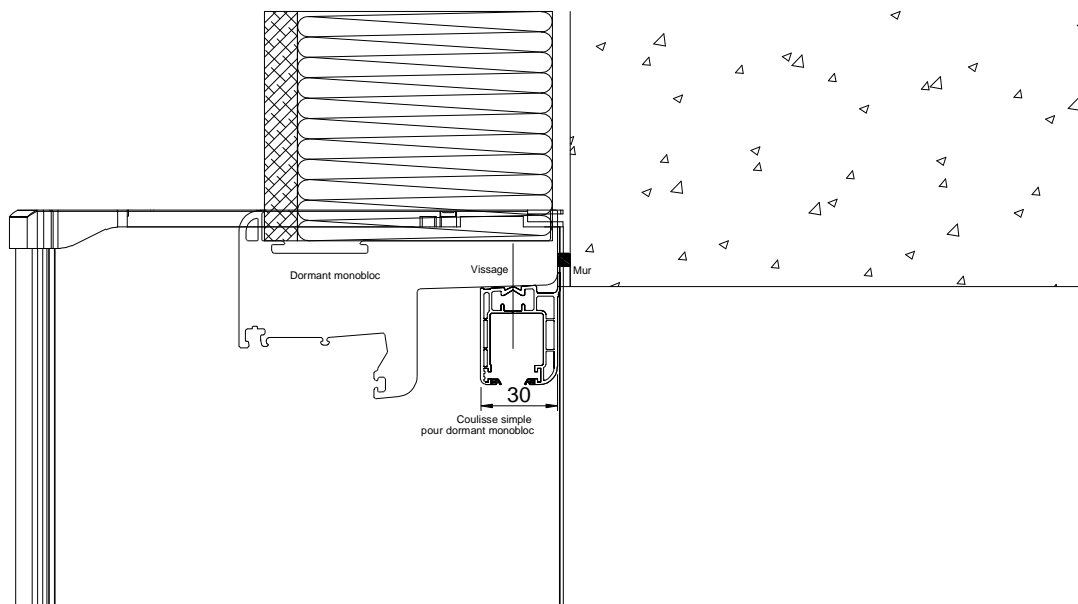 Dormant monobloc
Vissage
Mur
30
Coulisse simple
pour dormant monobloc